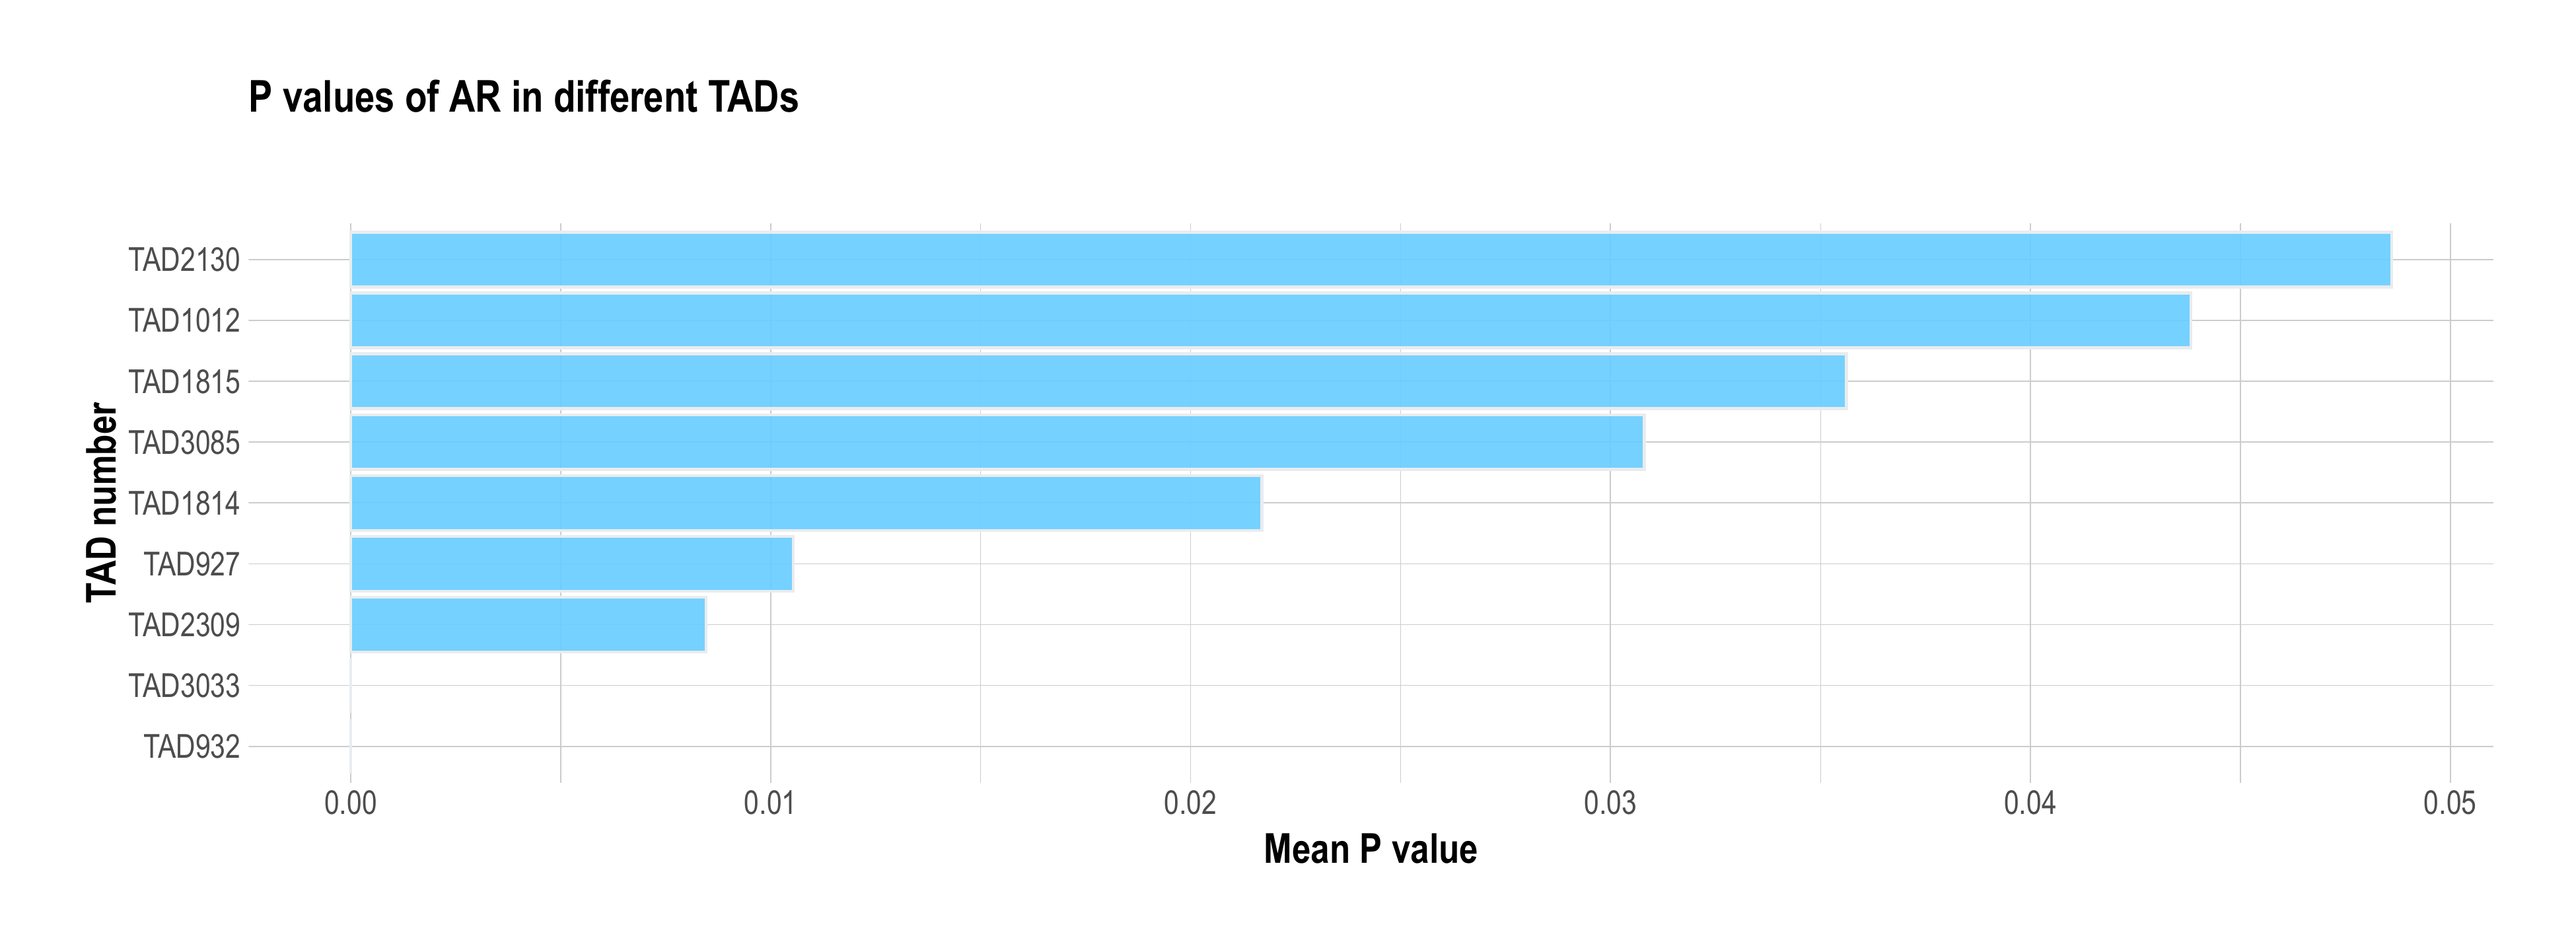 P values of AR in different TADs
TAD number
TAD2130
TAD1012
TAD1815
TAD3085
TAD1814
TAD927
TAD2309
TAD3033
TAD932
0.00 0.01 0.02 0.03 0.04 0.05
Mean P value